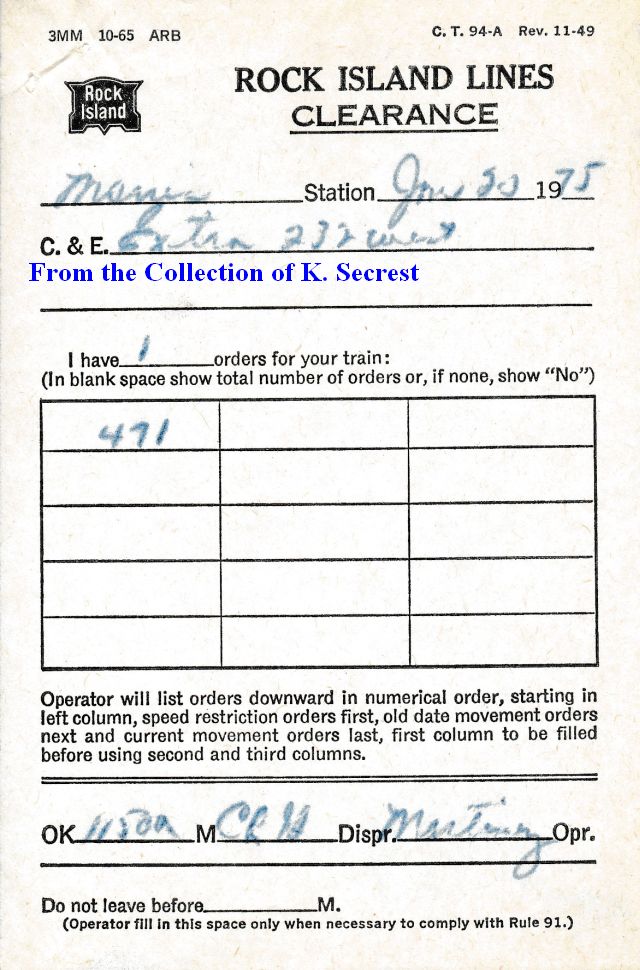 3MM 10-65 ARB C. T. 94-A Rev. 11-49
Rock
Island
ROCK ISLAND LINES
CLEARANCE
Station 1975
C. & E. Extra 232 west
From the Collection of K. Secrest
I have 1 orders for your train:
(In blank space show total number of orders or, if none, show “No”)
471
Operator will list orders downward in numerical order, starting in
left column, speed restriction orders first, old date movement orders
next and current movement orders last, first column to be filled
before using second and third columns.
OK 1150a M Dispr. Martinez Opr.
Do not leave before M.
(Operator fill in this space only when necessary to comply with Rule 91.)